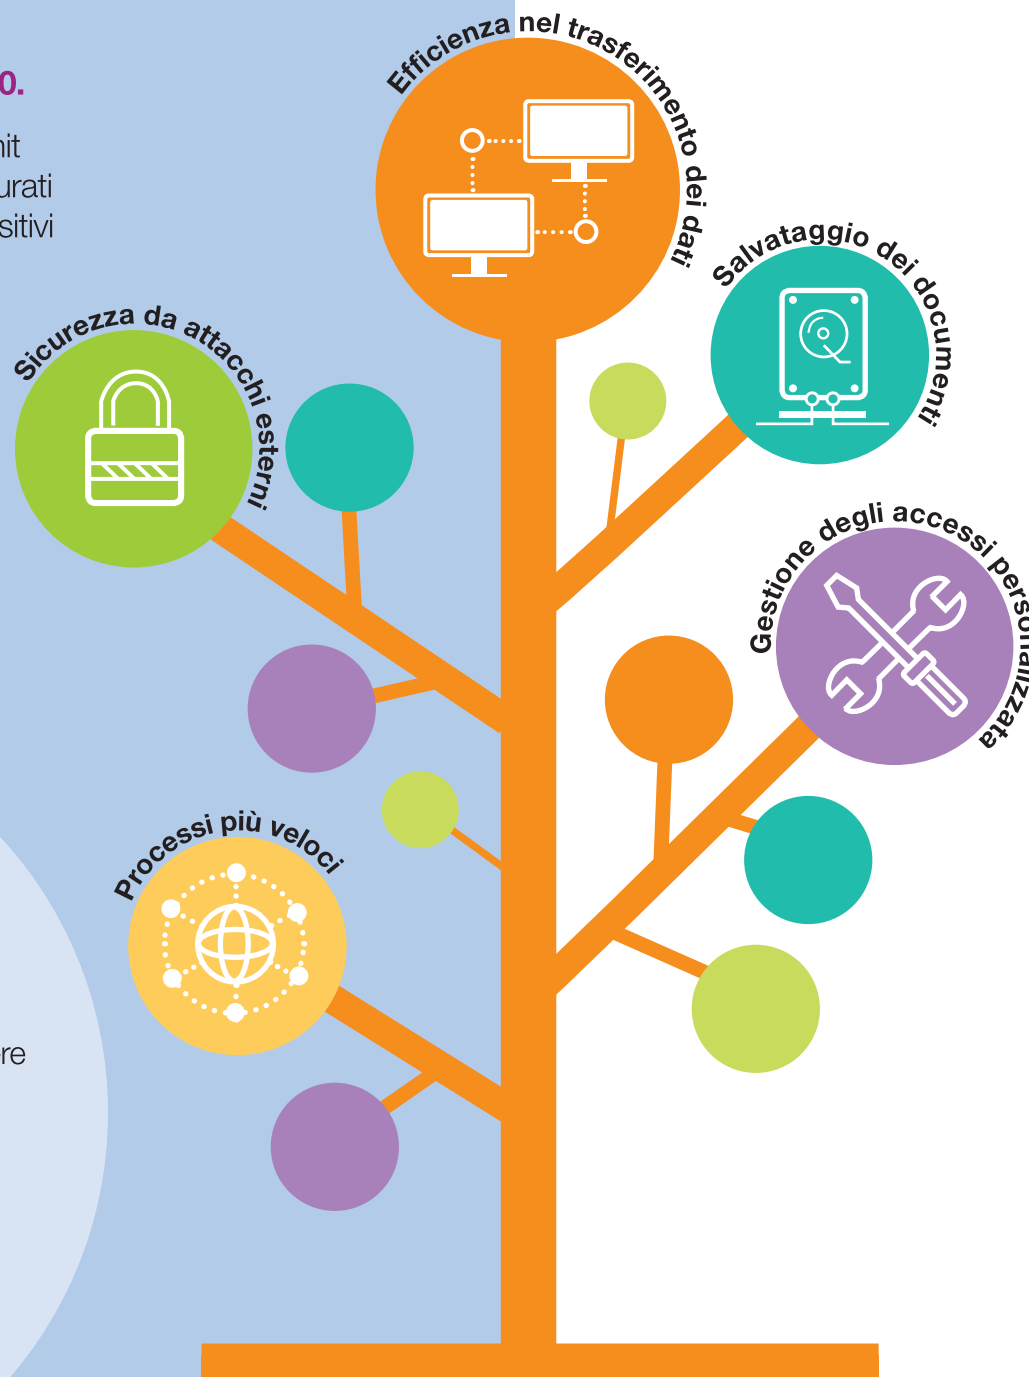 0.
nit
urati
sitivi
Efficienza nel trasferimento dei dati
Salvataggio dei documenti
Sicurezza da attacchi esterni
Gestione degli accessi personalizzata
Processi più veloci
re